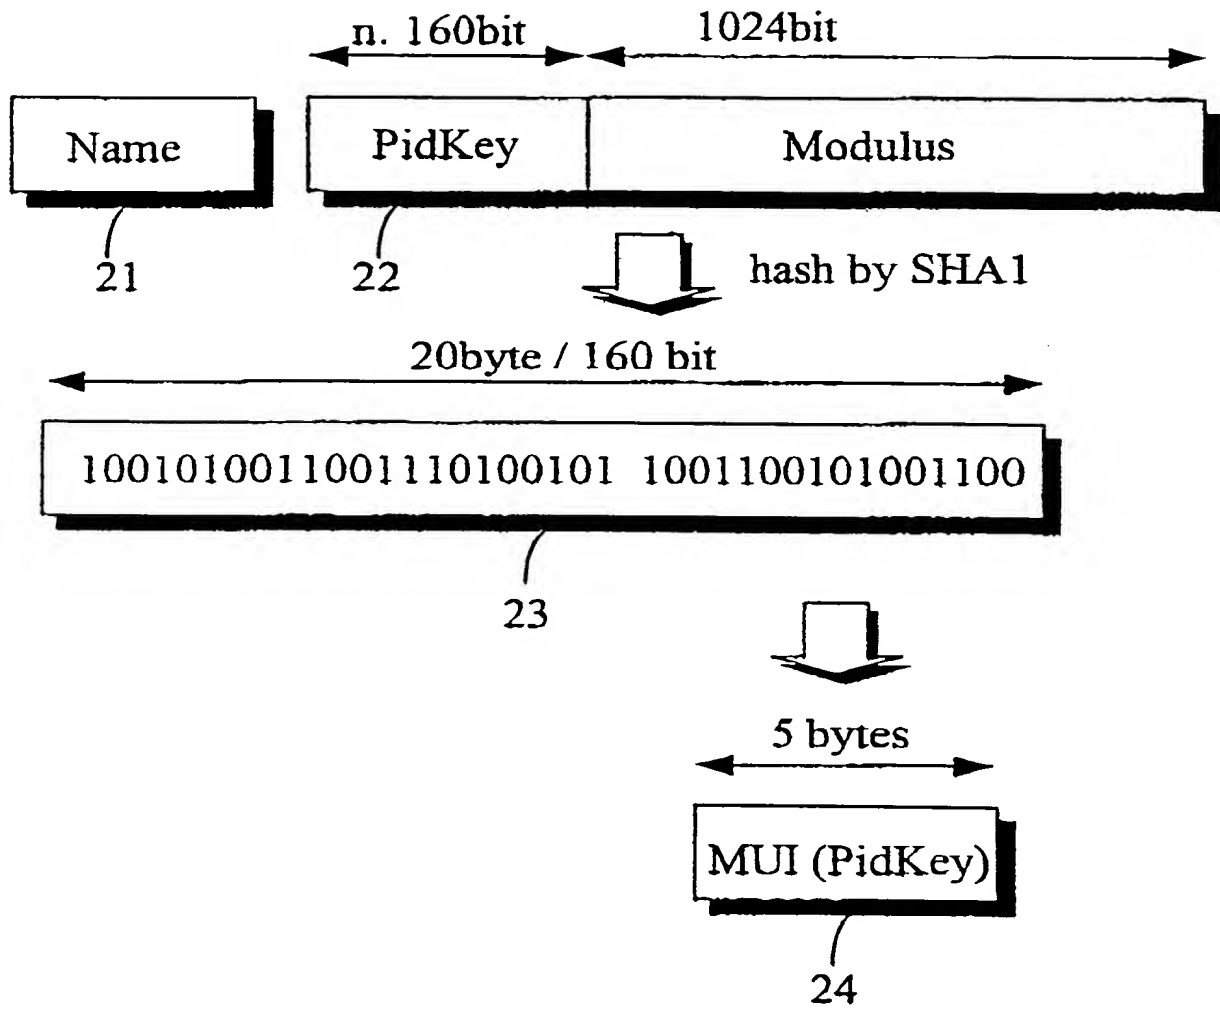 n. 160bit 1024bit
Name PidKey Modulus
21 22 hash by SHA1
20byte / 160 bit
1001010011001110100101 1001100101001100
23
5 bytes
MUI (PidKey)
24